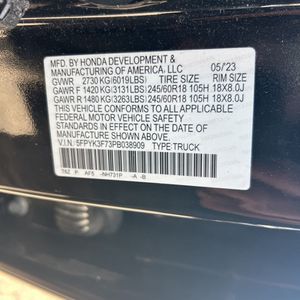 MFD. BY HONDA DEVELOPMENT & 05/23
MANUFACTURING OF AMERICA, LLC
GVWR 2730 KG(6019LBS) TIRE SIZE RIM SIZE
GAWR F 1420 KG(3131LBS) 245/60R18 105H 18X8.0J
GAWR R 1480 KG(3263LBS) 245/60R18 105H 18X8.0J
THIS VEHICLE CONFORMS TO ALL APPLICABLE
FEDERAL MOTOR VEHICLE SAFETY
STANDARDS IN EFFECT ON THE DATE OF
MANUFACTURE SHOWN ABOVE.
V.I.N.: 5FPYK3F73PB038909 TYPE:TRUCK
T6Z P AF5 -NH731P -A -B